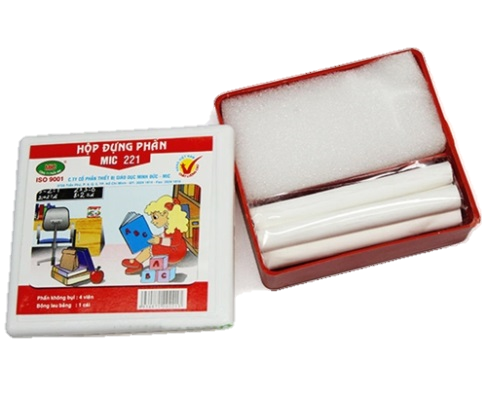 HỘP ĐỰNG PHẤN
MIC 221
ISO 9001
C.TY CỔ PHẦN THIẾT BỊ GIÁO DỤC MINH ĐỨC - MIC
A B C
A
B C
Phấn không bụi : 4 viên
Bông lau bảng : 1 cái